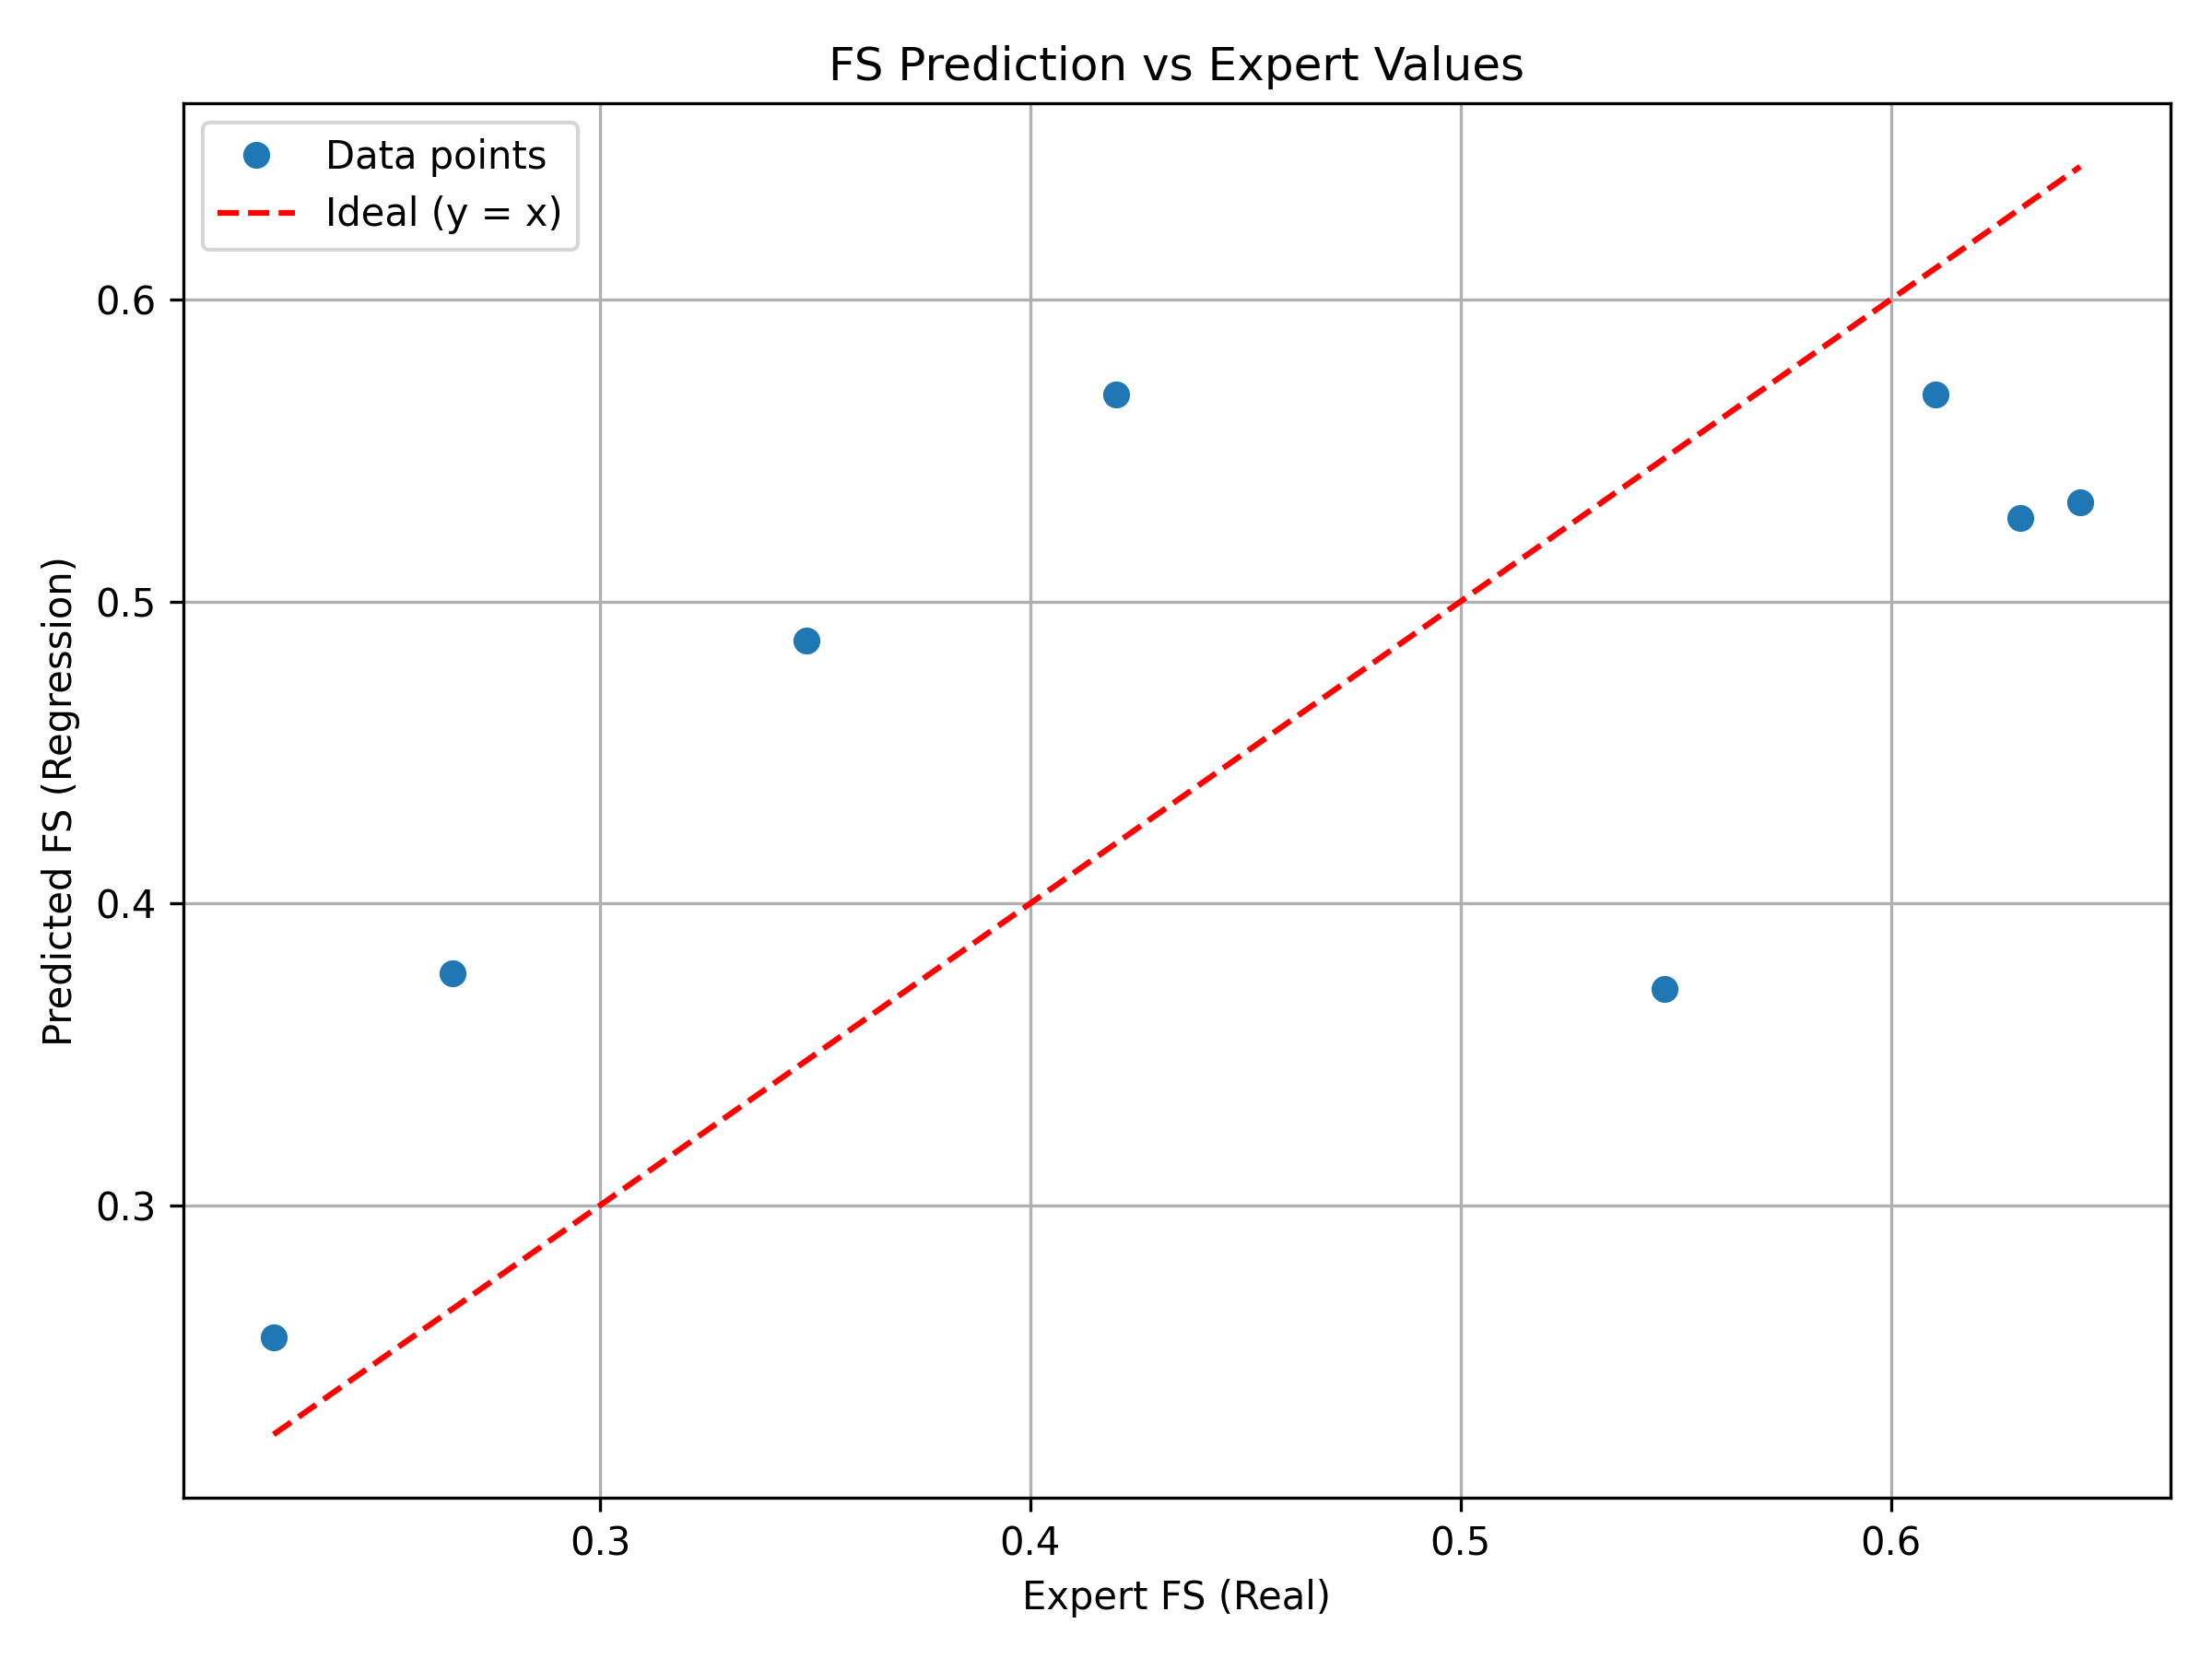 FS Prediction vs Expert Values
Data points
Ideal (y = x)
0.6
0.5
0.4
0.3
Predicted FS (Regression)
0.3
0.4
0.5
0.6
Expert FS (Real)